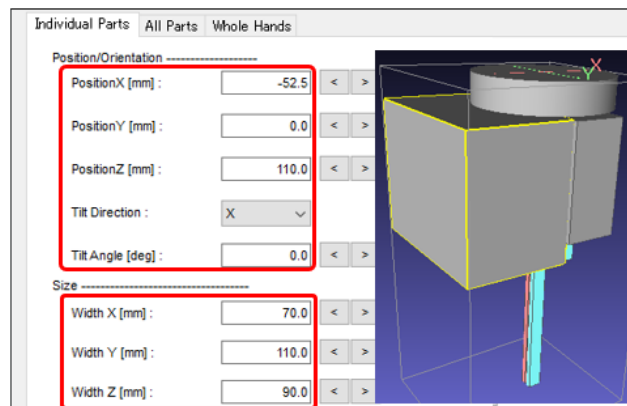 Individual Parts All Parts Whole Hands
Position/Orientation -------------------
PositionX [mm] : -52.5 < >
PositionY [mm] : 0.0 < >
PositionZ [mm] : 110.0 < >
Tilt Direction : X
Tilt Angle [deg] : 0.0 < >
Size -----------------------------------
Width X [mm] : 70.0 < >
Width Y [mm] : 110.0 < >
Width Z [mm] : 90.0 < >
X
Y